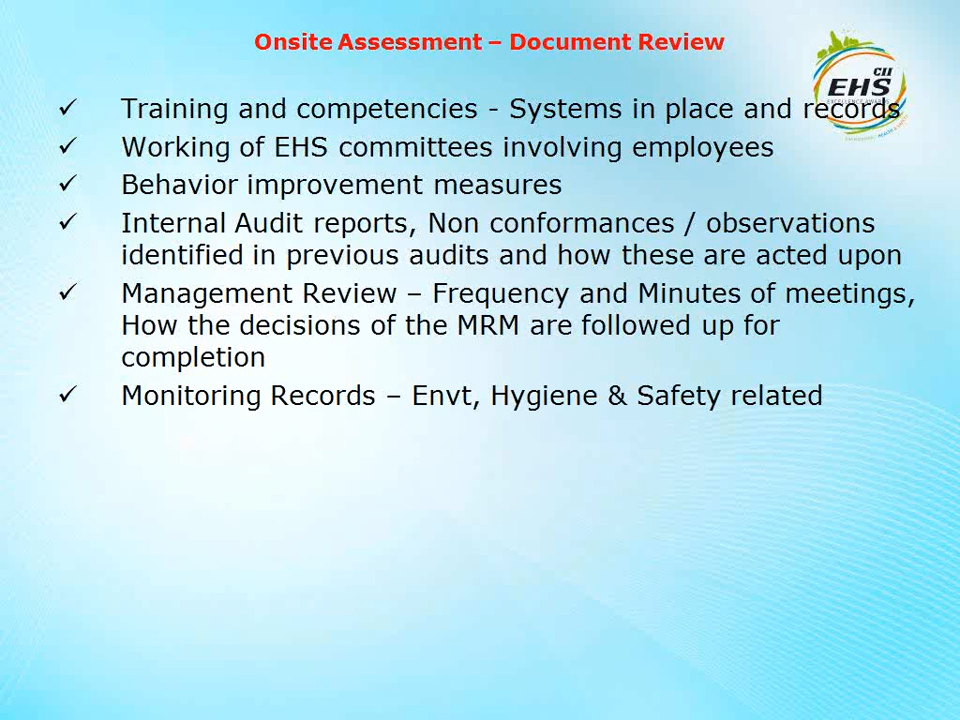 Onsite Assessment – Document Review
CII
EHS
EXCELLENCE AWARDS
✓ Training and competencies - Systems in place and records
✓ Working of EHS committees involving employees
✓ Behavior improvement measures
✓ Internal Audit reports, Non conformances / observations
identified in previous audits and how these are acted upon
✓ Management Review – Frequency and Minutes of meetings,
How the decisions of the MRM are followed up for
completion
✓ Monitoring Records – Envt, Hygiene & Safety related